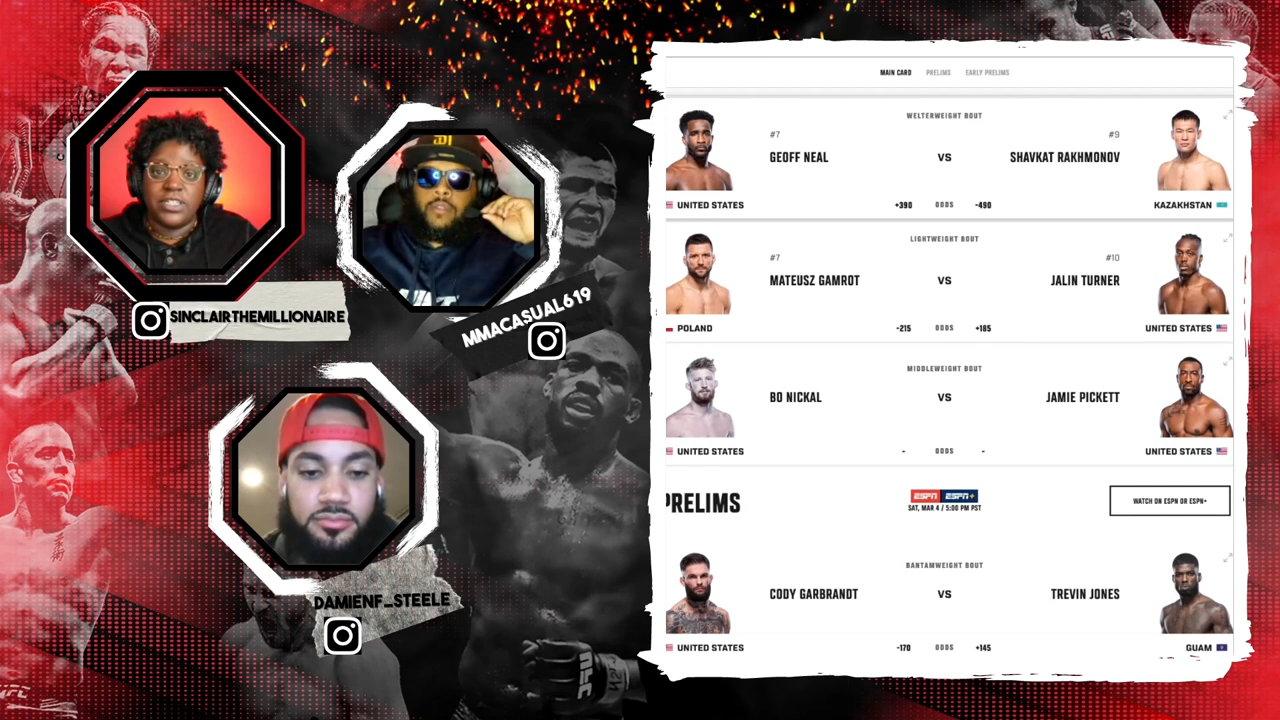 SINCLAIRTHEMILLIONAIRE
MMACASUAL619
DAMIENF_STEELE
MAIN CARD PRELIMS EARLY PRELIMS
WELTERWEIGHT BOUT
#7 #9
GEOFF NEAL VS SHAVKAT RAKHMONOV
UNITED STATES +390 ODDS -490 KAZAKHSTAN
LIGHTWEIGHT BOUT
#7 #10
MATEUSZ GAMROT VS JALIN TURNER
POLAND -215 ODDS +185 UNITED STATES
MIDDLEWEIGHT BOUT
BO NICKAL VS JAMIE PICKETT
UNITED STATES - ODDS - UNITED STATES
PRELIMS
ESPN ESPN+
SAT, MAR 4 / 5:00 PM PST
WATCH ON ESPN OR ESPN+
BANTAMWEIGHT BOUT
CODY GARBRANDT VS TREVIN JONES
UNITED STATES -170 ODDS +145 GUAM
UFC
UFC